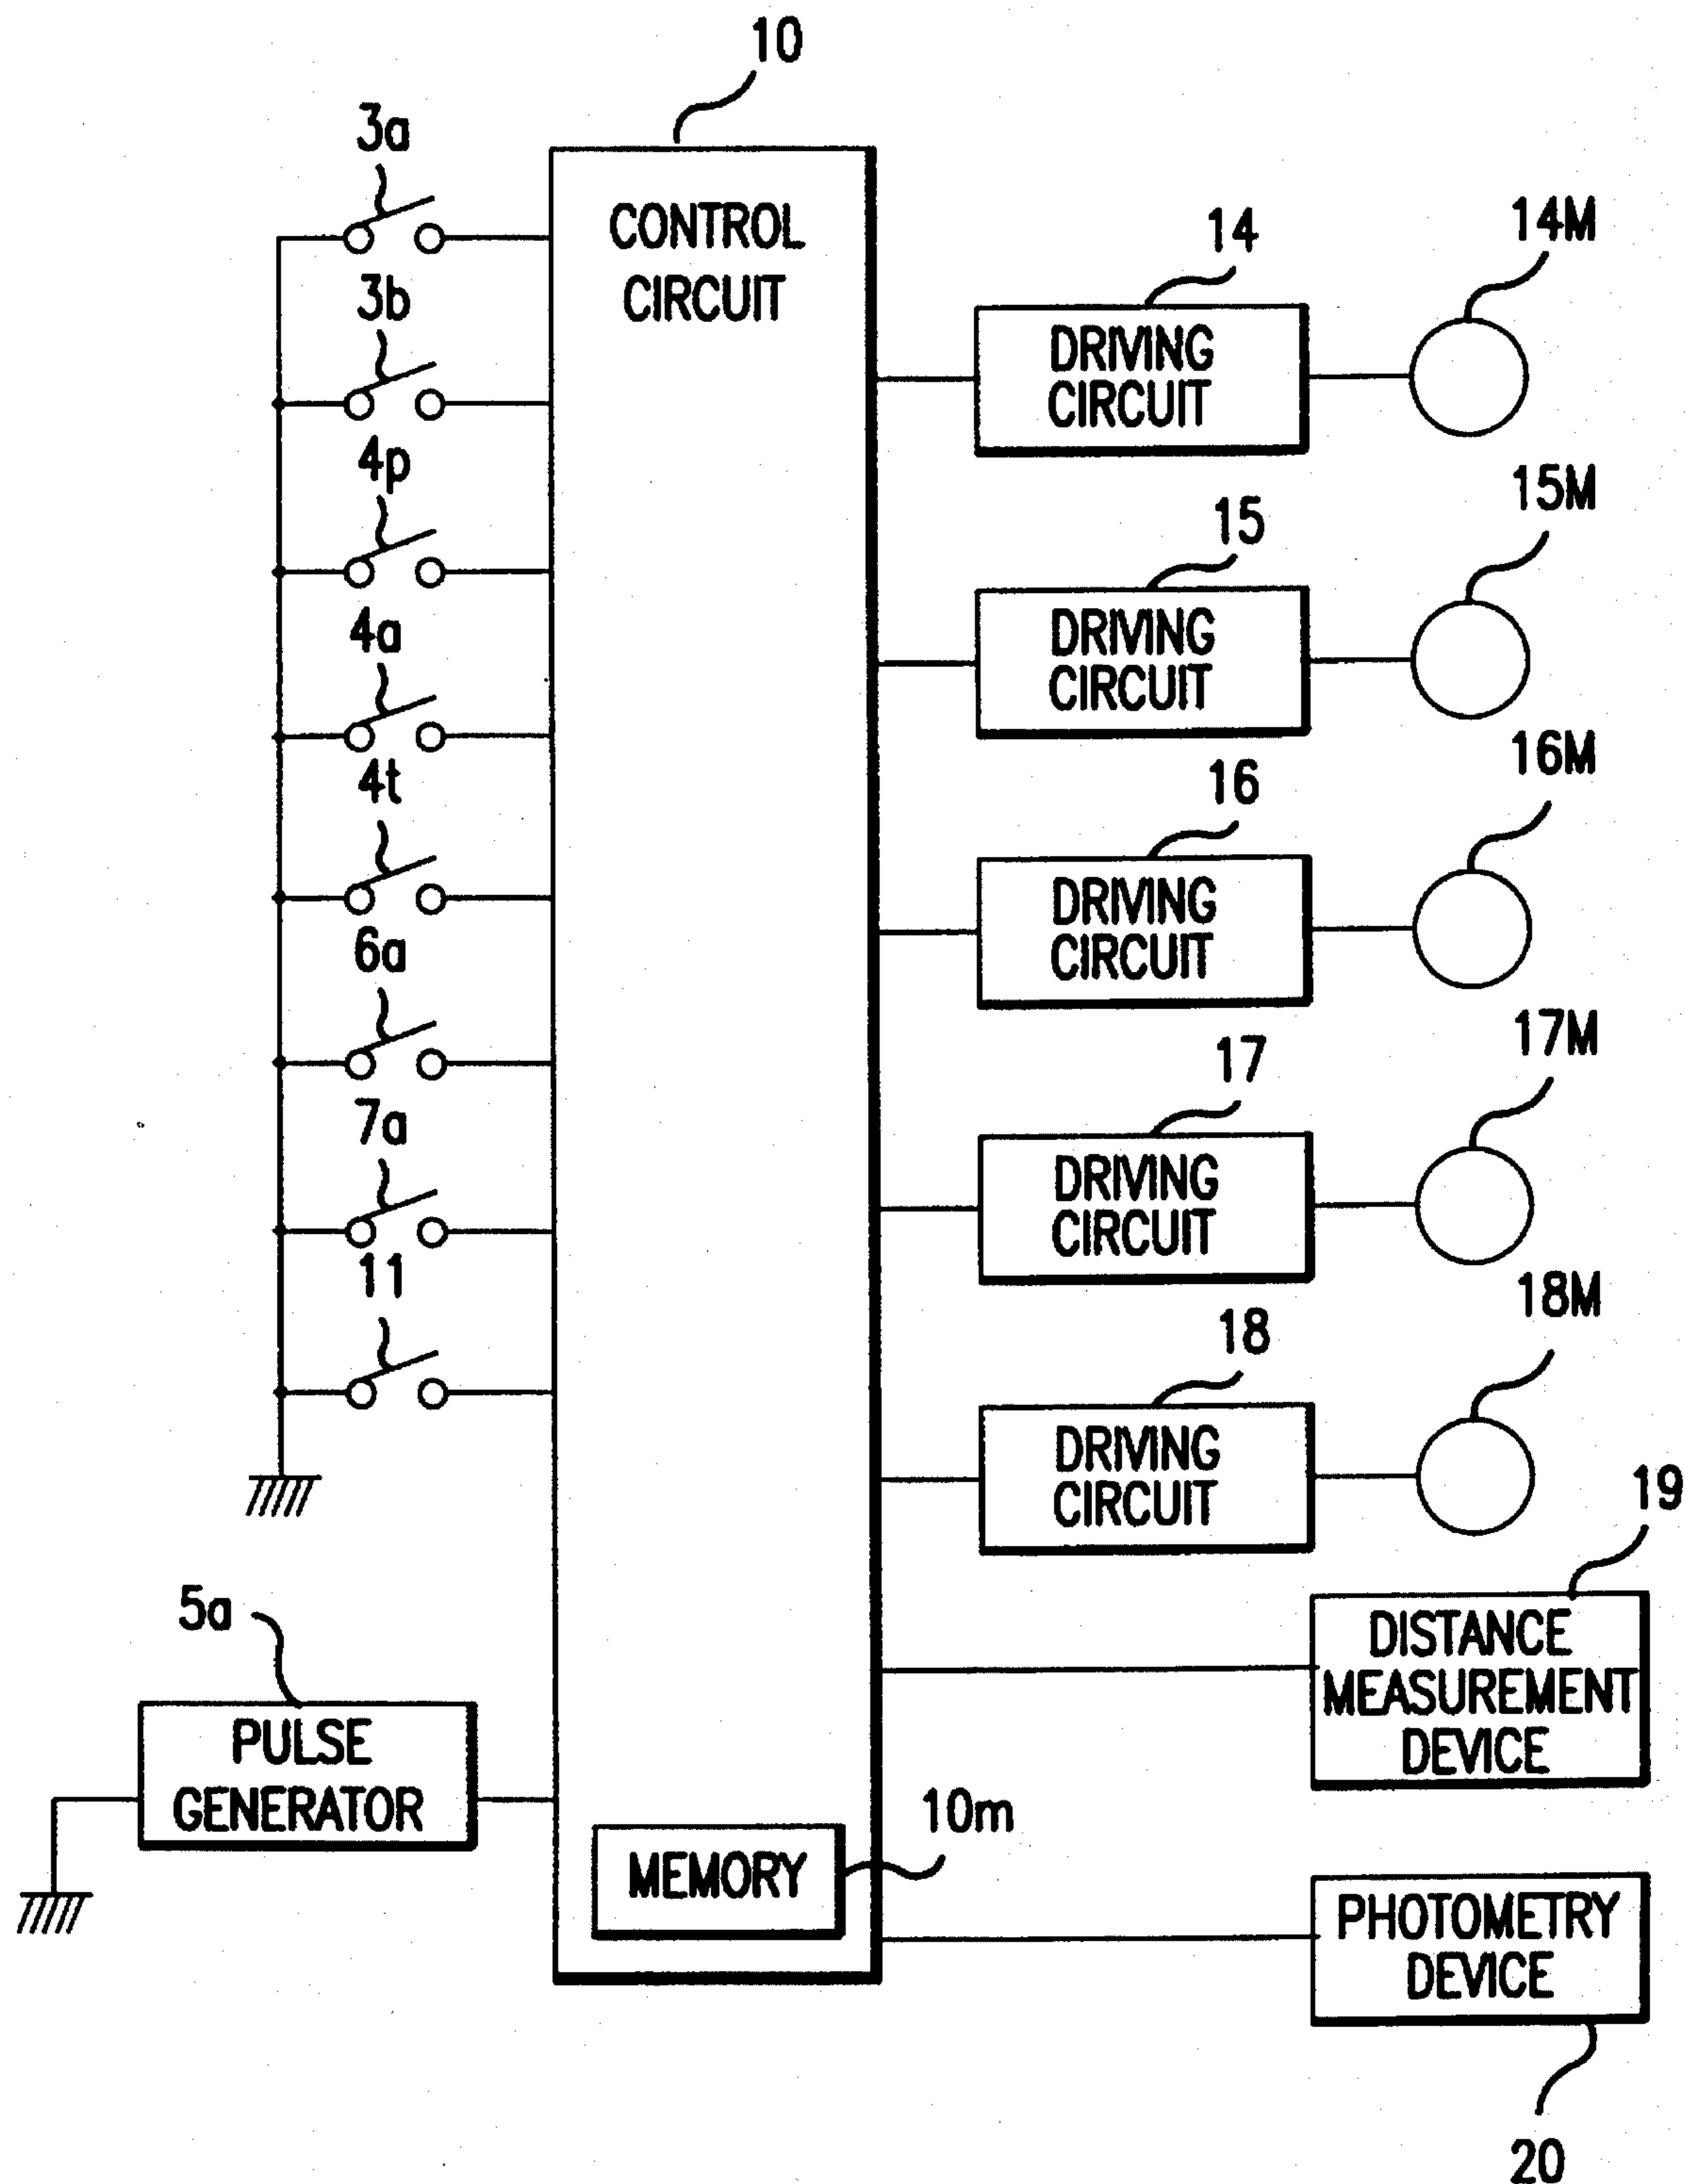 10
3a
CONTROL
CIRCUIT
3b
4p
4a
4t
6a
7a
11
14
14M
DRIVING
CIRCUIT
15
15M
DRIVING
CIRCUIT
16
16M
DRIVING
CIRCUIT
17
17M
DRIVING
CIRCUIT
18
18M
DRIVING
CIRCUIT
19
DISTANCE
MEASUREMENT
DEVICE
5a
PULSE
GENERATOR
10m
MEMORY
PHOTOMETRY
DEVICE
20